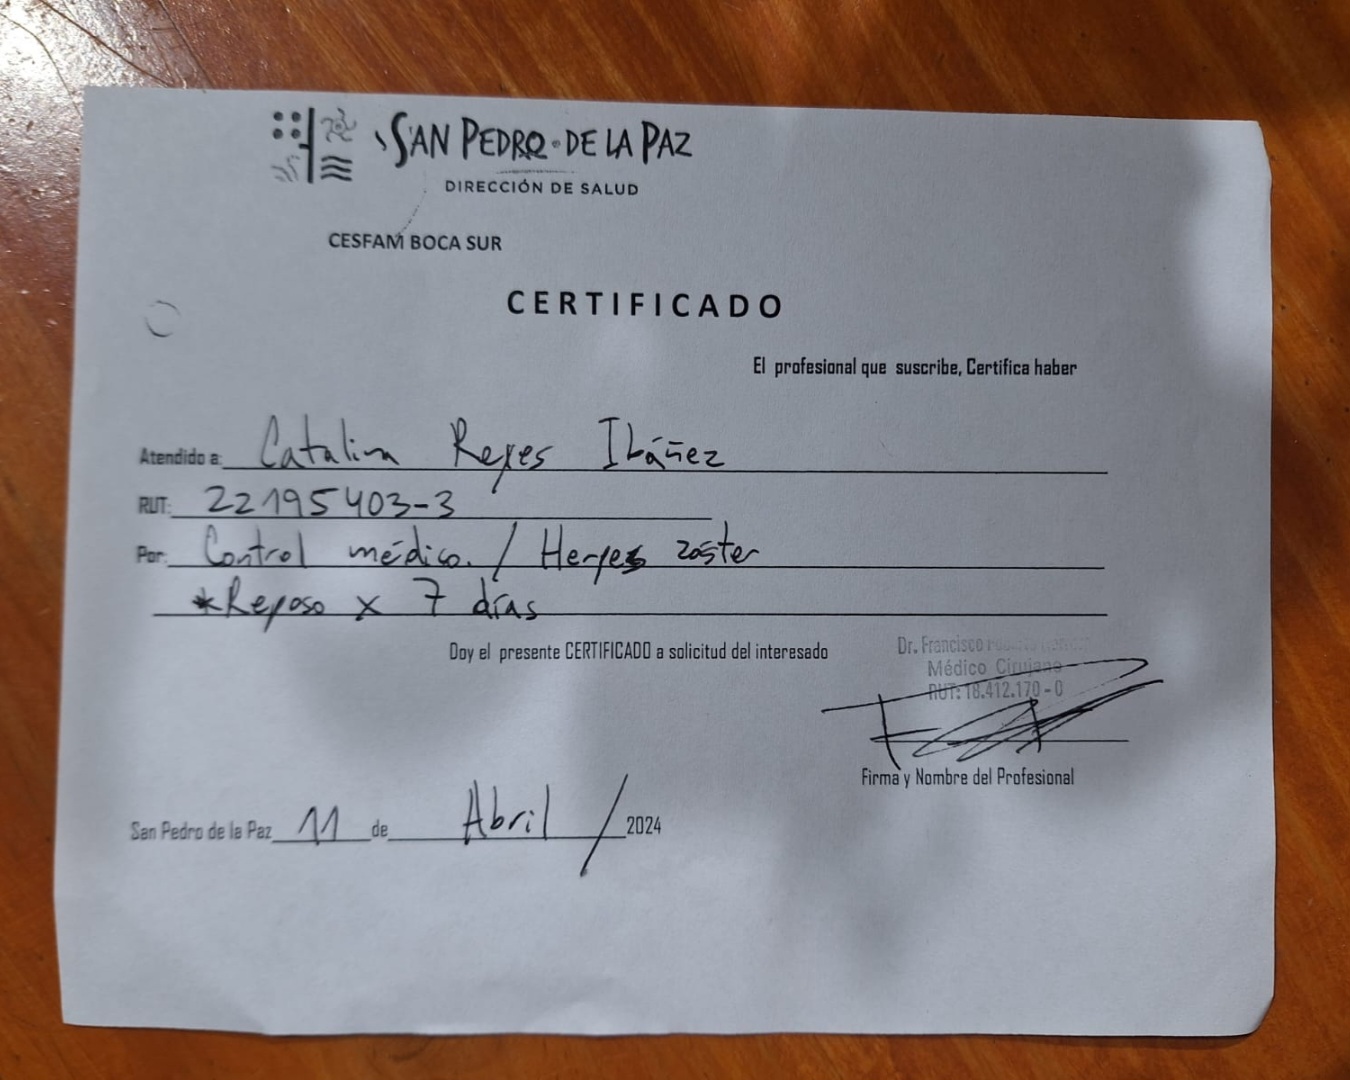 SAN PEDRO DE LA PAZ
DIRECCIÓN DE SALUD
CESFAM BOCA SUR
CERTIFICADO
El profesional que suscribe, Certifica haber
Atendido a: Catalina Reyes Ibáñez
RUT: 22195403-3
Por: Control médico. / Herpes zóster
*Reposo x 7 días
Doy el presente CERTIFICADO a solicitud del interesado
Dr. Francisco
Médico Cirujano
RUT: 18.412.170-0
Firma y Nombre del Profesional
San Pedro de la Paz 11 de Abril / 2024